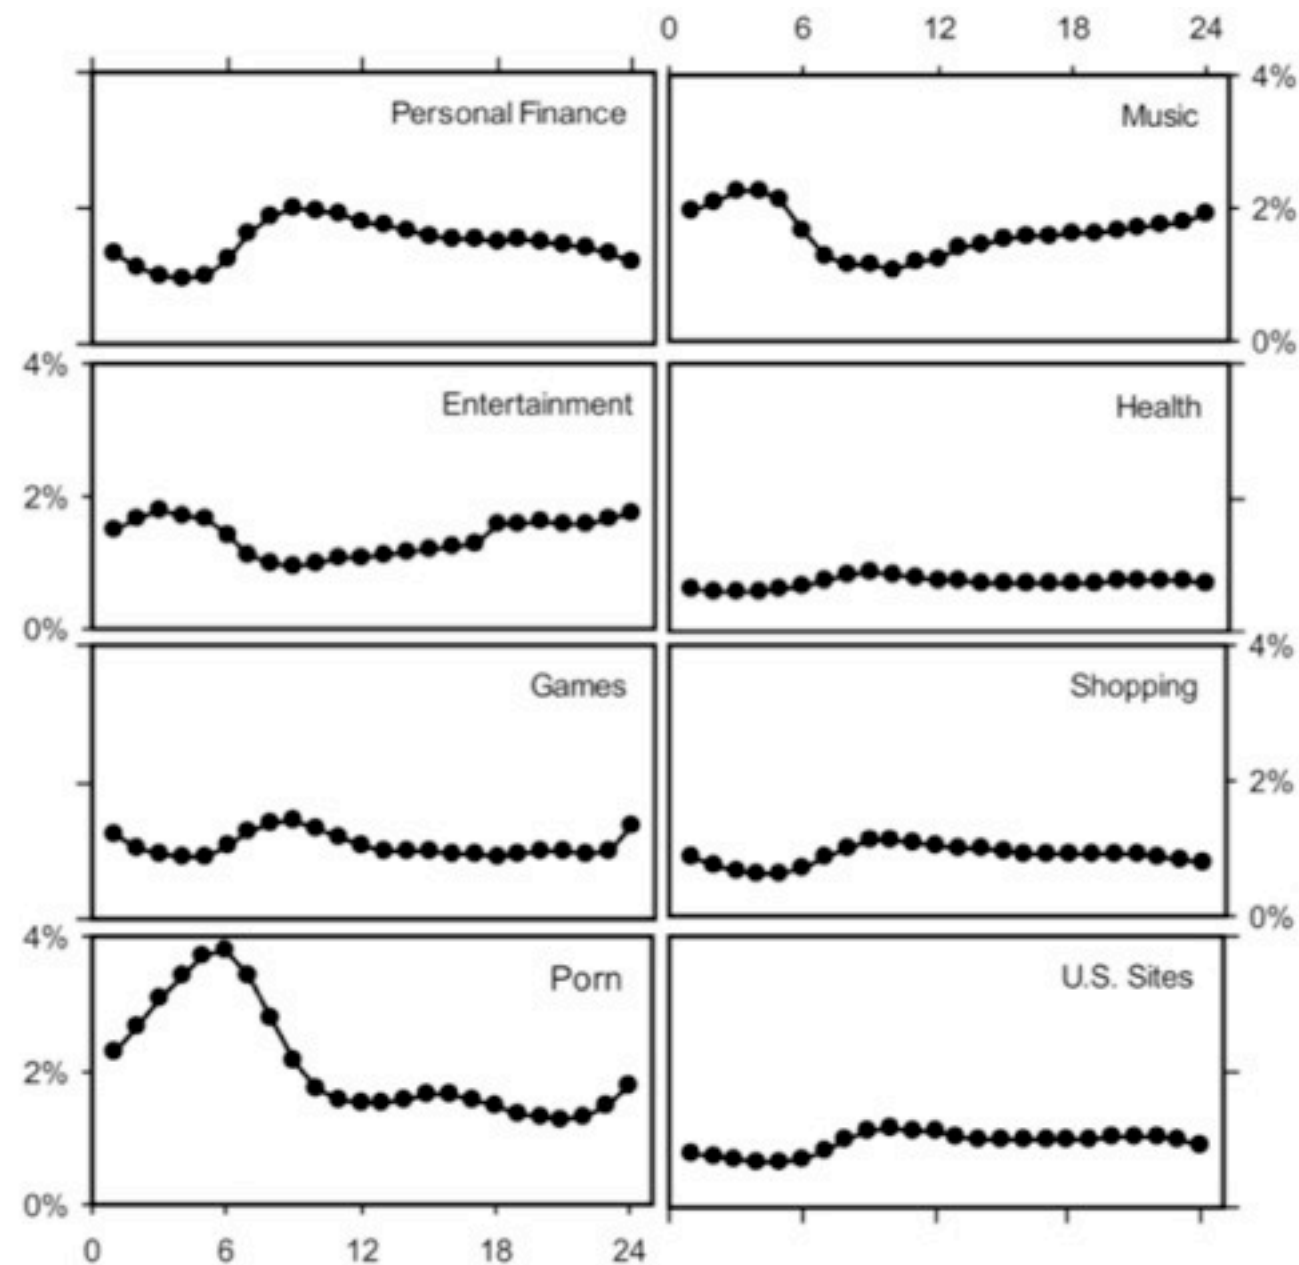 0 6 12 18 24
4%
Personal Finance Music
2%
0%
4%
Entertainment Health
2%
0%
4%
Games Shopping
2%
0%
4%
Porn U.S. Sites
2%
0%
0 6 12 18 24